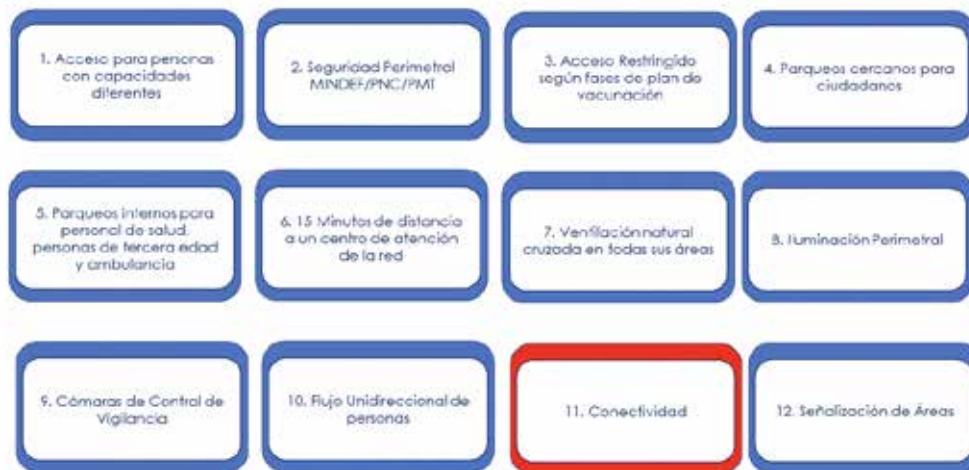 1. Acceso para personas
con capacidades
diferentes
2. Seguridad Perimetral
MINDEF/PNC/PMT
3. Acceso Restringido
según fases de plan de
vacunación
4. Parqueos cercanos para
ciudadanos
5. Parqueos internos para
personal de salud,
personas de tercera edad
y ambulancia
6. 15 Minutos de distancia
a un centro de atención
de la red
7. Ventilación natural
cruzada en todas sus áreas
8. Iluminación Perimetral
9. Cámaras de Control de
Vigilancia
10. Flujo Unidireccional de
personas
11. Conectividad
12. Señalización de Áreas